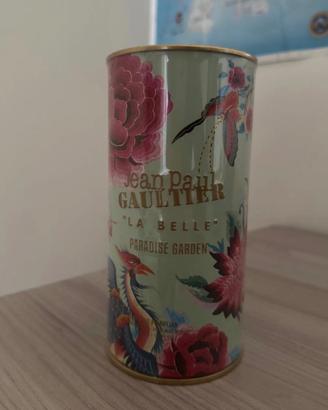 Jean Paul
GAULTIER
"LA BELLE"
PARADISE GARDEN